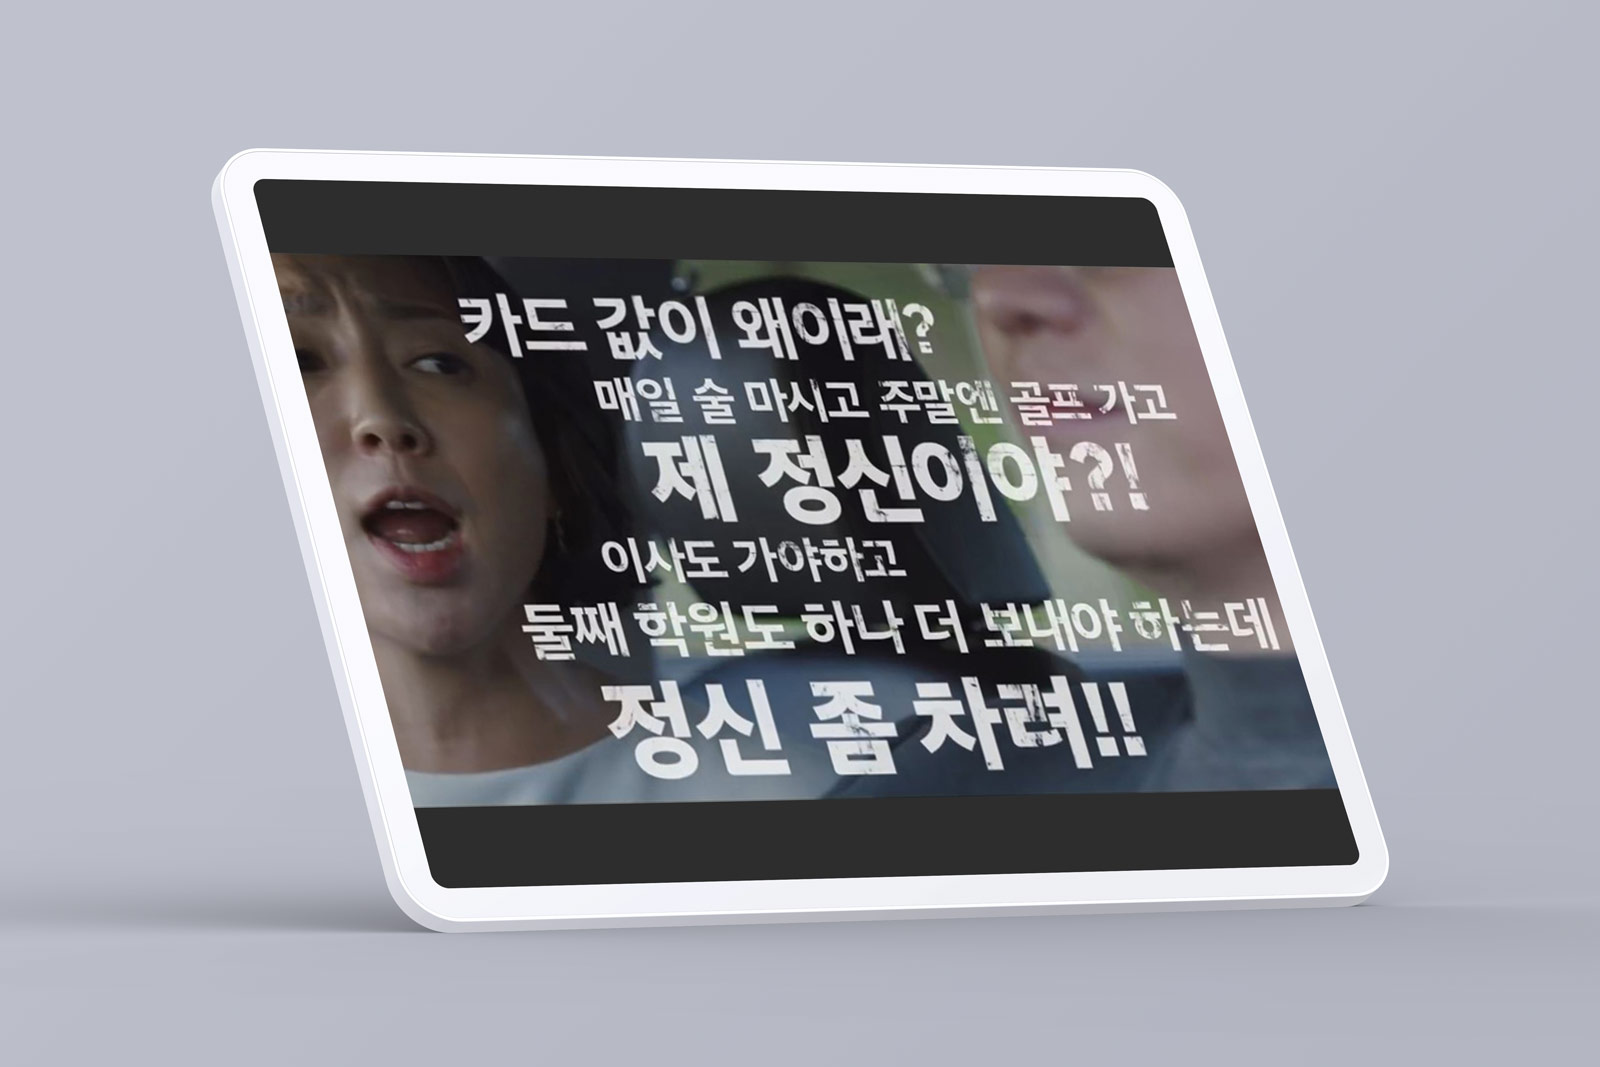 카드 값이 왜이래?
매일 술 마시고 주말엔 골프 가고
제 정신이야?!
이사도 가야하고
둘째 학원도 하나 더 보내야 하는데
정신 좀 차려!!